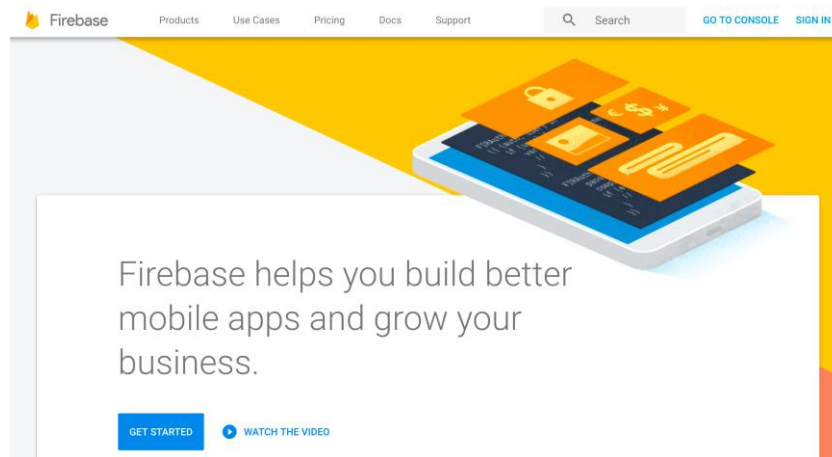 Firebase
Products Use Cases Pricing Docs Support Search GO TO CONSOLE SIGN IN
Firebase helps you build better
mobile apps and grow your
business.
GET STARTED WATCH THE VIDEO